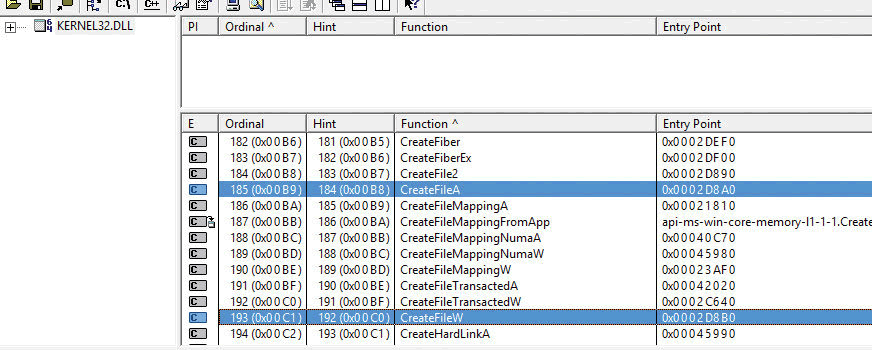 KERNEL32.DLL
PI Ordinal ^ Hint Function Entry Point
E Ordinal Hint Function ^ Entry Point
C 182 (0x00B6) 181 (0x00B5) CreateFiber 0x0002DEF0
C 183 (0x00B7) 182 (0x00B6) CreateFiberEx 0x0002DF00
C 184 (0x00B8) 183 (0x00B7) CreateFile2 0x0002D890
C 185 (0x00B9) 184 (0x00B8) CreateFileA 0x0002D8A0
C 186 (0x00BA) 185 (0x00B9) CreateFileMappingA 0x00021810
C 187 (0x00BB) 186 (0x00BA) CreateFileMappingFromApp api-ms-win-core-memory-l1-1-1.Create
C 188 (0x00BC) 187 (0x00BB) CreateFileMappingNumaA 0x00040C70
C 189 (0x00BD) 188 (0x00BC) CreateFileMappingNumaW 0x00045980
C 190 (0x00BE) 189 (0x00BD) CreateFileMappingW 0x00023AF0
C 191 (0x00BF) 190 (0x00BE) CreateFileTransactedA 0x00042020
C 192 (0x00C0) 191 (0x00BF) CreateFileTransactedW 0x0002C640
C 193 (0x00C1) 192 (0x00C0) CreateFileW 0x0002D8B0
C 194 (0x00C2) 193 (0x00C1) CreateHardLinkA 0x00045990